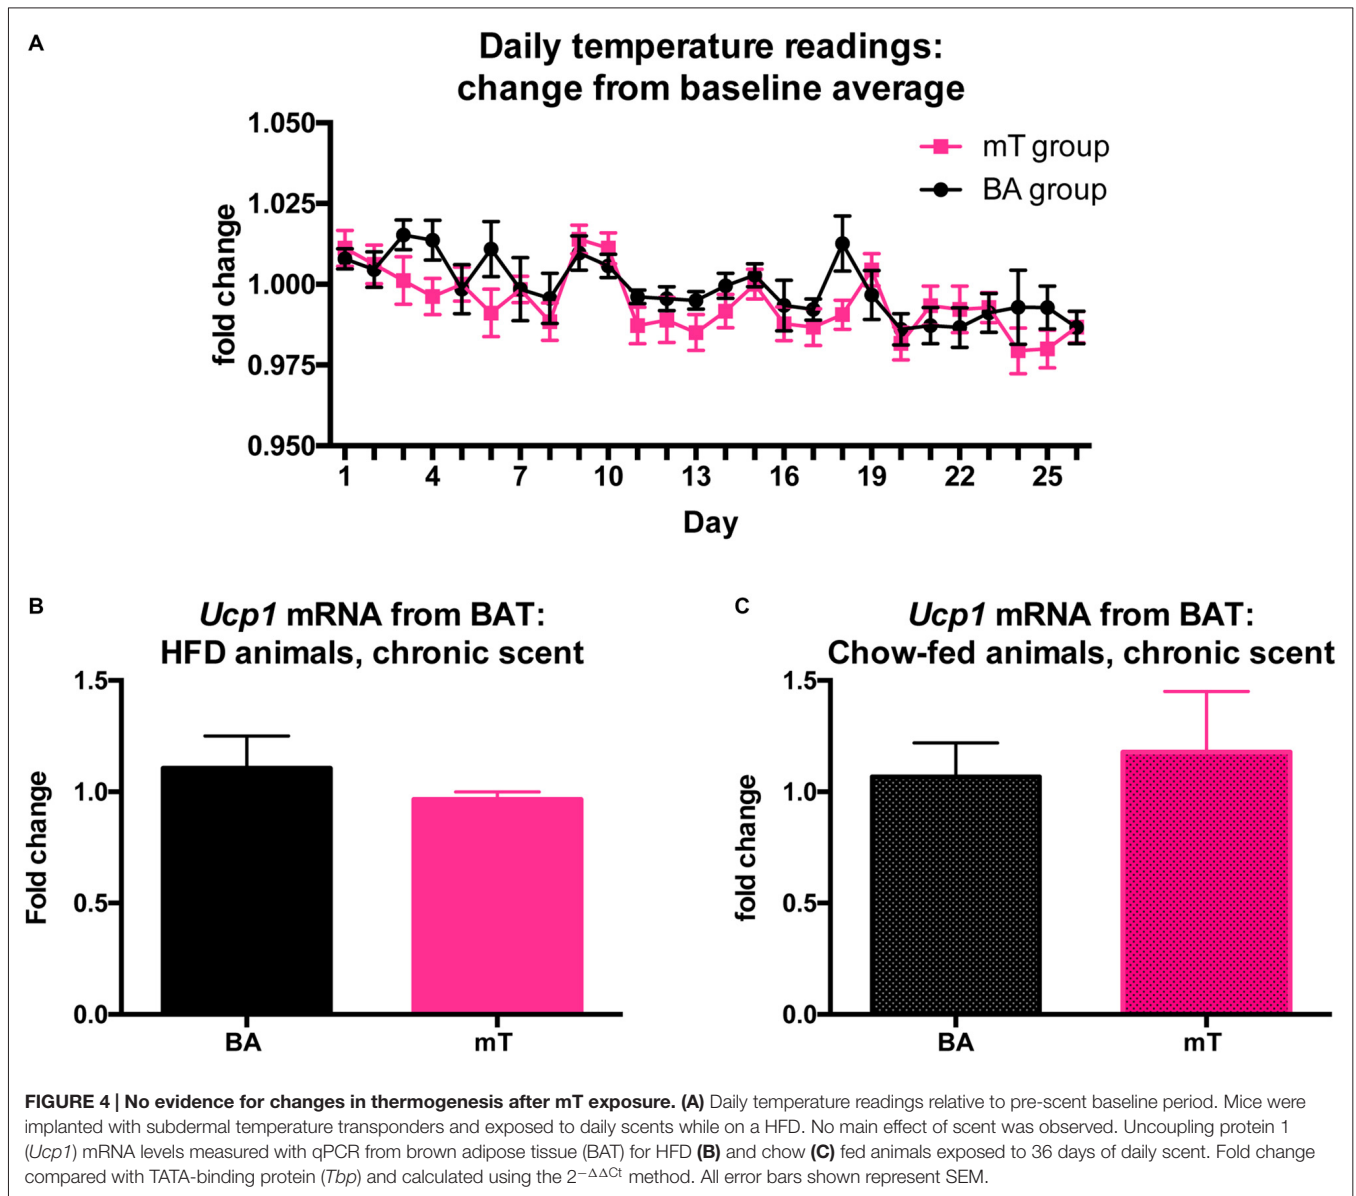 A
Daily temperature readings:
change from baseline average
1.050
1.025
1.000
0.975
0.950
fold change
mT group
BA group
1 4 7 10 13 16 19 22 25
Day
B
Ucp1 mRNA from BAT:
HFD animals, chronic scent
1.5
1.0
0.5
0.0
Fold change
BA mT
C
Ucp1 mRNA from BAT:
Chow-fed animals, chronic scent
1.5
1.0
0.5
0.0
fold change
BA mT
FIGURE 4 | No evidence for changes in thermogenesis after mT exposure. (A) Daily temperature readings relative to pre-scent baseline period. Mice were
implanted with subdermal temperature transponders and exposed to daily scents while on a HFD. No main effect of scent was observed. Uncoupling protein 1
(Ucp1) mRNA levels measured with qPCR from brown adipose tissue (BAT) for HFD (B) and chow (C) fed animals exposed to 36 days of daily scent. Fold change
compared with TATA-binding protein (Tbp) and calculated using the 2−ΔΔCt method. All error bars shown represent SEM.